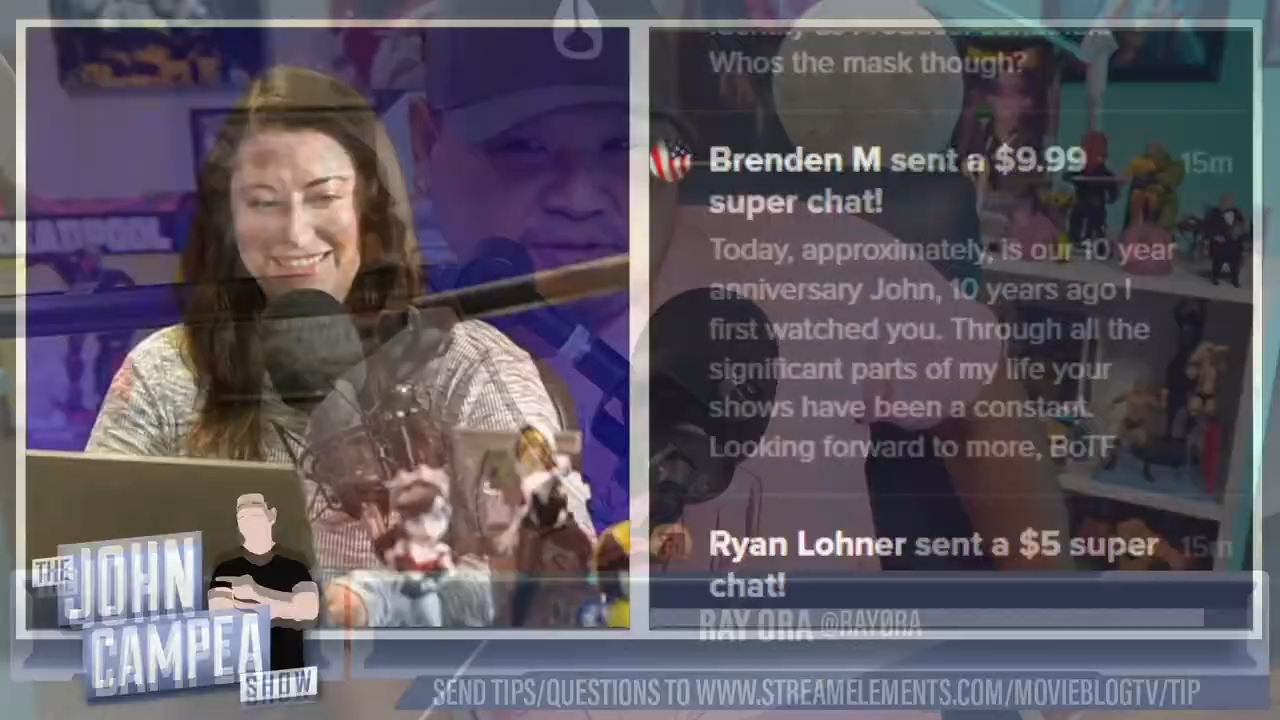 Whos the mask though?
Brenden M sent a $9.99
super chat!
15m
Today, approximately, is our 10 year
anniversary John, 10 years ago I
first watched you. Through all the
significant parts of my life your
shows have been a constant.
Looking forward to more, BoTF
Ryan Lohner sent a $5 super
chat!
15m
DEADPOOL
THE
JOHN
CAMPEA
SHOW
RAY ORA @RAYØRA
SEND TIPS/QUESTIONS TO WWW.STREAMELEMENTS.COM/MOVIEBLOGTV/TIP